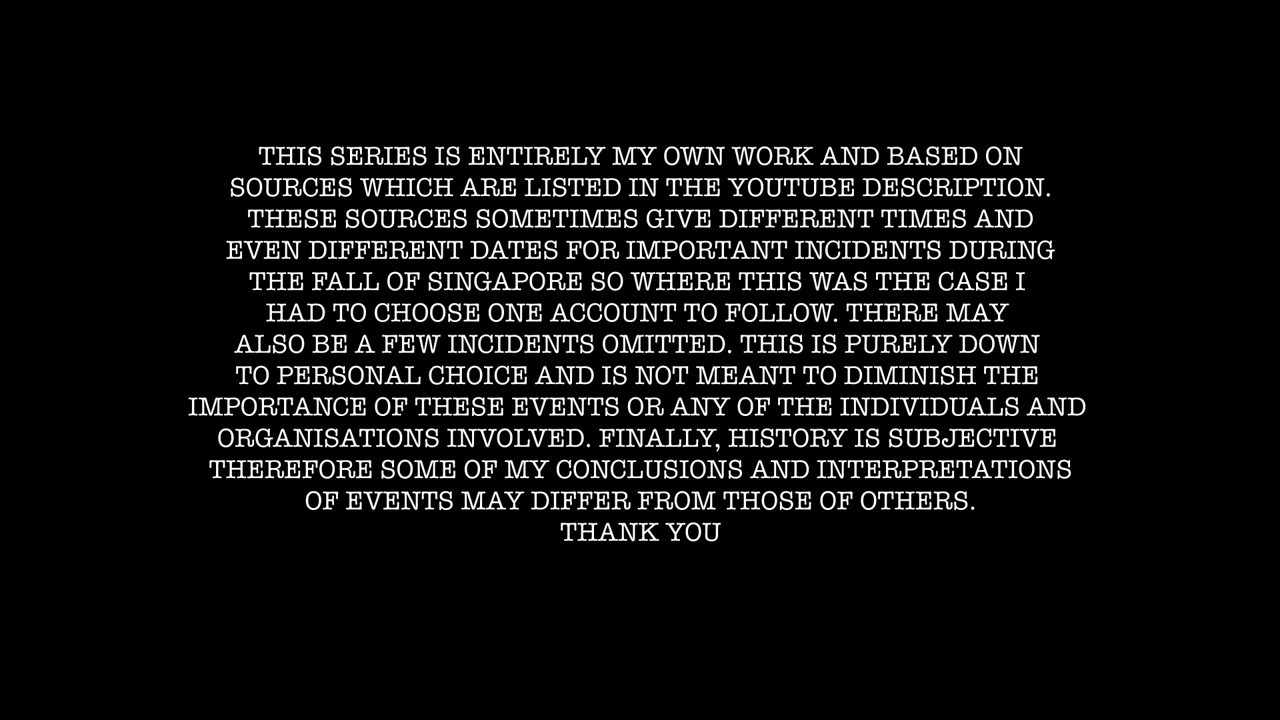 THIS SERIES IS ENTIRELY MY OWN WORK AND BASED ON
SOURCES WHICH ARE LISTED IN THE YOUTUBE DESCRIPTION.
THESE SOURCES SOMETIMES GIVE DIFFERENT TIMES AND
EVEN DIFFERENT DATES FOR IMPORTANT INCIDENTS DURING
THE FALL OF SINGAPORE SO WHERE THIS WAS THE CASE I
HAD TO CHOOSE ONE ACCOUNT TO FOLLOW. THERE MAY
ALSO BE A FEW INCIDENTS OMITTED. THIS IS PURELY DOWN
TO PERSONAL CHOICE AND IS NOT MEANT TO DIMINISH THE
IMPORTANCE OF THESE EVENTS OR ANY OF THE INDIVIDUALS AND
ORGANISATIONS INVOLVED. FINALLY, HISTORY IS SUBJECTIVE
THEREFORE SOME OF MY CONCLUSIONS AND INTERPRETATIONS
OF EVENTS MAY DIFFER FROM THOSE OF OTHERS.
THANK YOU